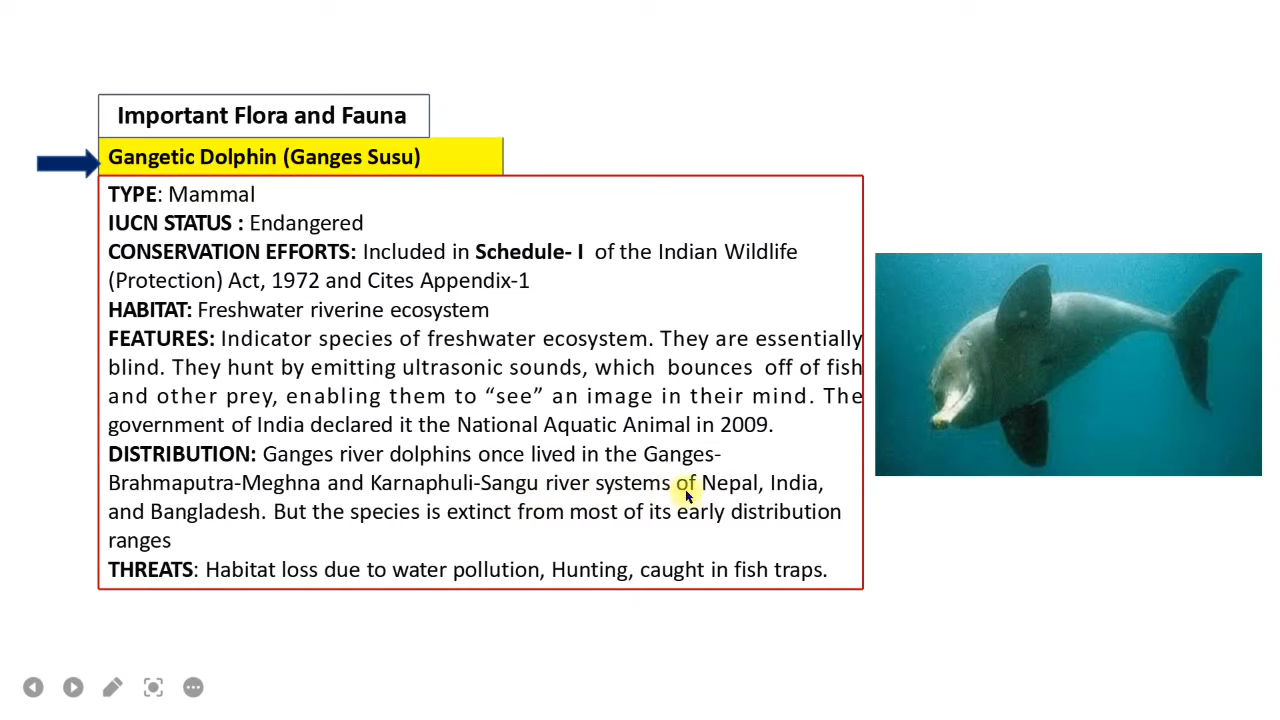 Important Flora and Fauna
Gangetic Dolphin (Ganges Susu)
TYPE: Mammal
IUCN STATUS : Endangered
CONSERVATION EFFORTS: Included in Schedule- I of the Indian Wildlife
(Protection) Act, 1972 and Cites Appendix-1
HABITAT: Freshwater riverine ecosystem
FEATURES: Indicator species of freshwater ecosystem. They are essentially
blind. They hunt by emitting ultrasonic sounds, which bounces off of fish
and other prey, enabling them to “see” an image in their mind. The
government of India declared it the National Aquatic Animal in 2009.
DISTRIBUTION: Ganges river dolphins once lived in the Ganges-
Brahmaputra-Meghna and Karnaphuli-Sangu river systems of Nepal, India,
and Bangladesh. But the species is extinct from most of its early distribution
ranges
THREATS: Habitat loss due to water pollution, Hunting, caught in fish traps.